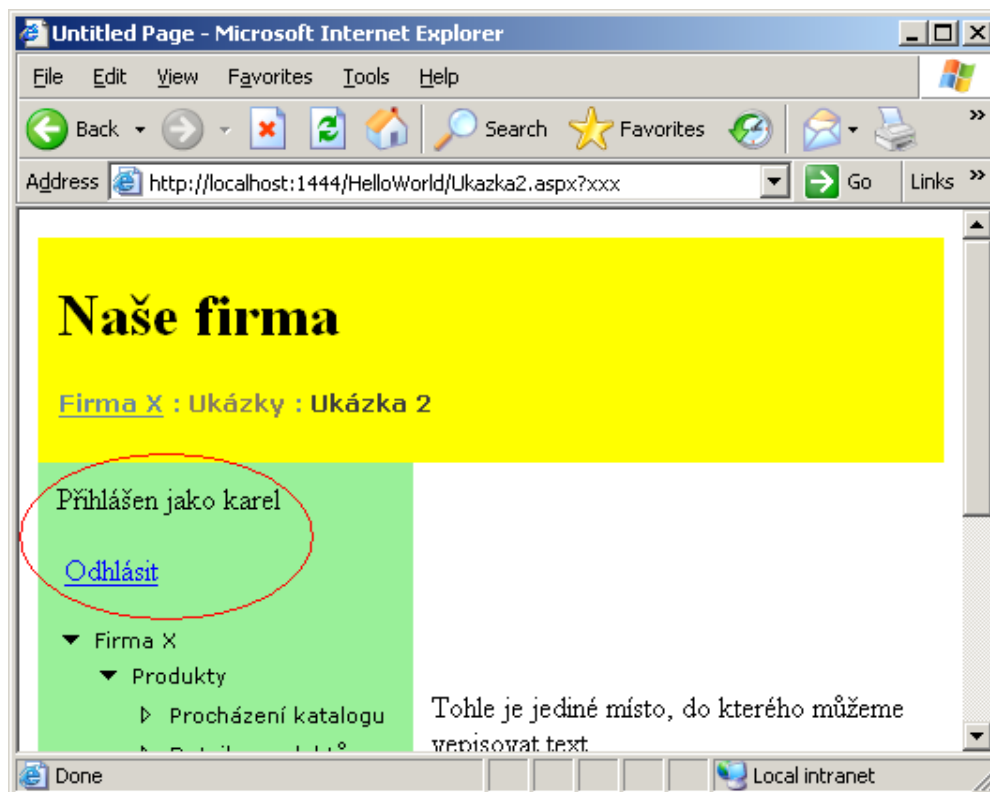 Untitled Page - Microsoft Internet Explorer
File Edit View Favorites Tools Help
Back Search Favorites »
Address http://localhost:1444/HelloWorld/Ukazka2.aspx?xxx Go Links »
Naše firma
Firma X : Ukázky : Ukázka 2
Přihlášen jako karel
Odhlásit
Firma X
Produkty
Procházení katalogu
Tohle je jediné místo, do kterého můžeme
vepisovat text
Done Local intranet